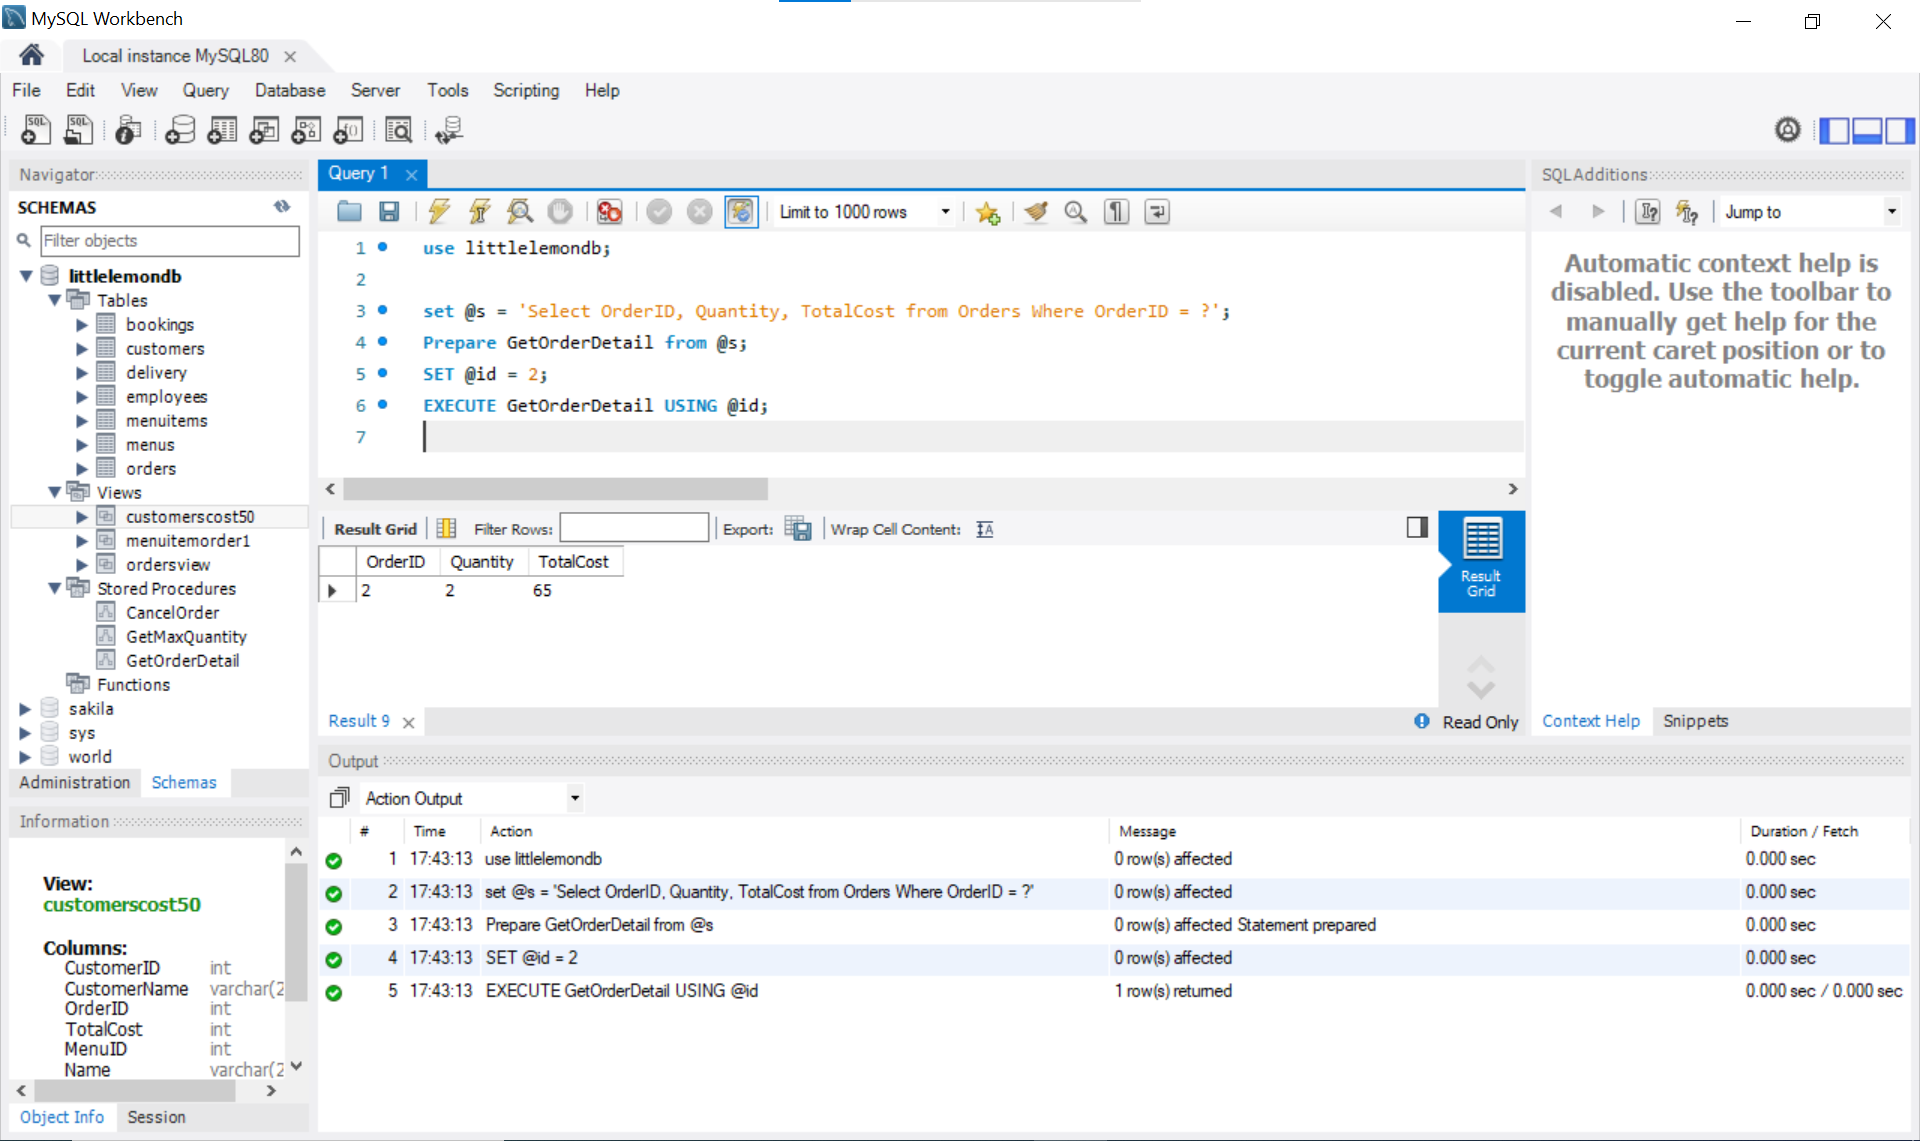 MySQL Workbench
Local instance MySQL80
File Edit View Query Database Server Tools Scripting Help
Navigator
SCHEMAS
Filter objects
littlelemondb
Tables
bookings
customers
delivery
employees
menuitems
menus
orders
Views
customerscost50
menuitemorder1
ordersview
Stored Procedures
CancelOrder
GetMaxQuantity
GetOrderDetail
Functions
sakila
sys
world
Administration Schemas
Information
View:
customerscost50
Columns:
CustomerID int
CustomerName varchar(2
OrderID int
TotalCost int
MenuID int
Name varchar(2
Object Info Session
Query 1
Limit to 1000 rows
1 use littlelemondb;
2
3 set @s = 'Select OrderID, Quantity, TotalCost from Orders Where OrderID = ?';
4 Prepare GetOrderDetail from @s;
5 SET @id = 2;
6 EXECUTE GetOrderDetail USING @id;
7
Result Grid Filter Rows: Export: Wrap Cell Content:
OrderID Quantity TotalCost
2 2 65
Result Grid
Result 9
Read Only
SQLAdditions
Jump to
Automatic context help is
disabled. Use the toolbar to
manually get help for the
current caret position or to
toggle automatic help.
Context Help Snippets
Output
Action Output
# Time Action Message Duration / Fetch
1 17:43:13 use littlelemondb 0 row(s) affected 0.000 sec
2 17:43:13 set @s = 'Select OrderID, Quantity, TotalCost from Orders Where OrderID = ?' 0 row(s) affected 0.000 sec
3 17:43:13 Prepare GetOrderDetail from @s 0 row(s) affected Statement prepared 0.000 sec
4 17:43:13 SET @id = 2 0 row(s) affected 0.000 sec
5 17:43:13 EXECUTE GetOrderDetail USING @id 1 row(s) returned 0.000 sec / 0.000 sec